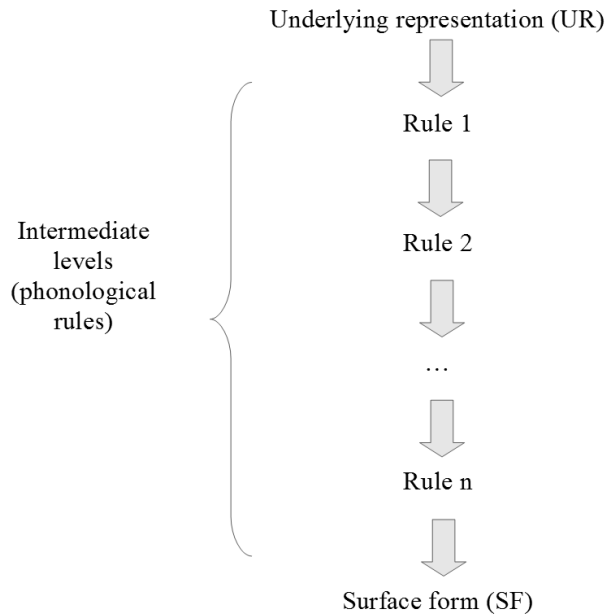 Underlying representation (UR)
Rule 1
Rule 2
Intermediate
levels
(phonological
rules)
…
Rule n
Surface form (SF)